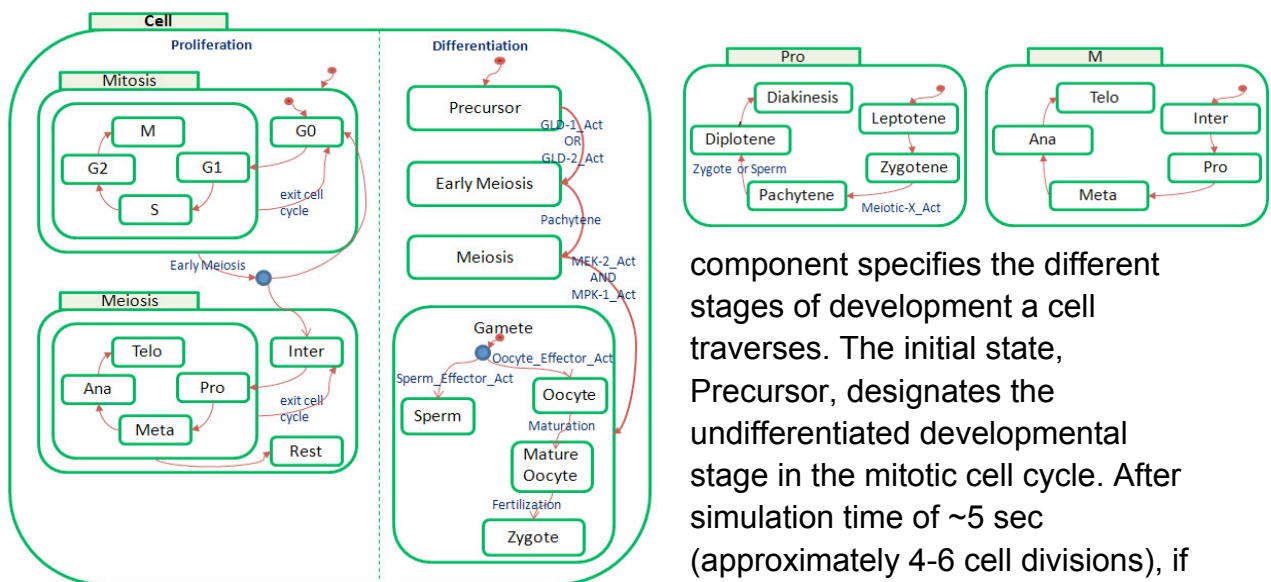 Cell
Proliferation
Differentiation
Mitosis
M
G0
G2
G1
S
exit cell
cycle
Early Meiosis
Meiosis
Telo
Inter
Ana
Pro
exit cell
cycle
Meta
Rest
Precursor
GLD-1_Act
OR
GLD-2_Act
Early Meiosis
Pachytene
Meiosis
MEK-2_Act
AND
MPK-1_Act
Gamete
Oocyte_Effector_Act
Sperm_Effector_Act
Sperm
Oocyte
Maturation
Mature
Oocyte
Fertilization
Zygote
Pro
Diakinesis
Leptotene
Diplotene
Zygote or Sperm
Zygotene
Pachytene
Meiotic-X_Act
M
Telo
Inter
Ana
Pro
Meta
component specifies the different
stages of development a cell
traverses. The initial state,
Precursor, designates the
undifferentiated developmental
stage in the mitotic cell cycle. After
simulation time of ~5 sec
(approximately 4-6 cell divisions), if